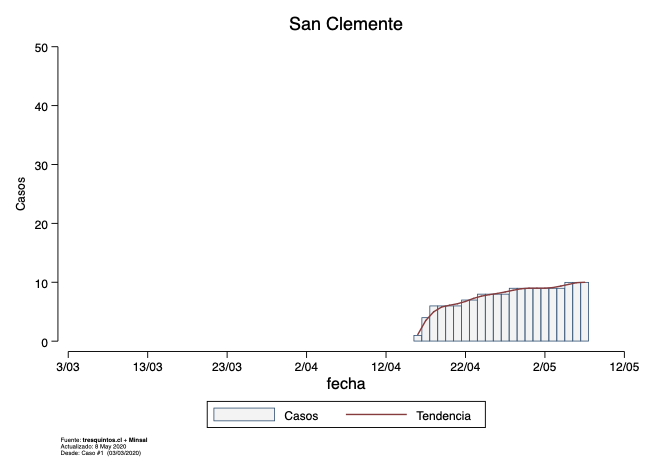 San Clemente
50
40
30
20
10
0
Casos
3/03 13/03 23/03 2/04 12/04 22/04 2/05 12/05
fecha
Casos Tendencia
Fuente: tresquintos.cl + Minsal
Actualizado: 8 May 2020
Desde: Caso #1 (03/03/2020)